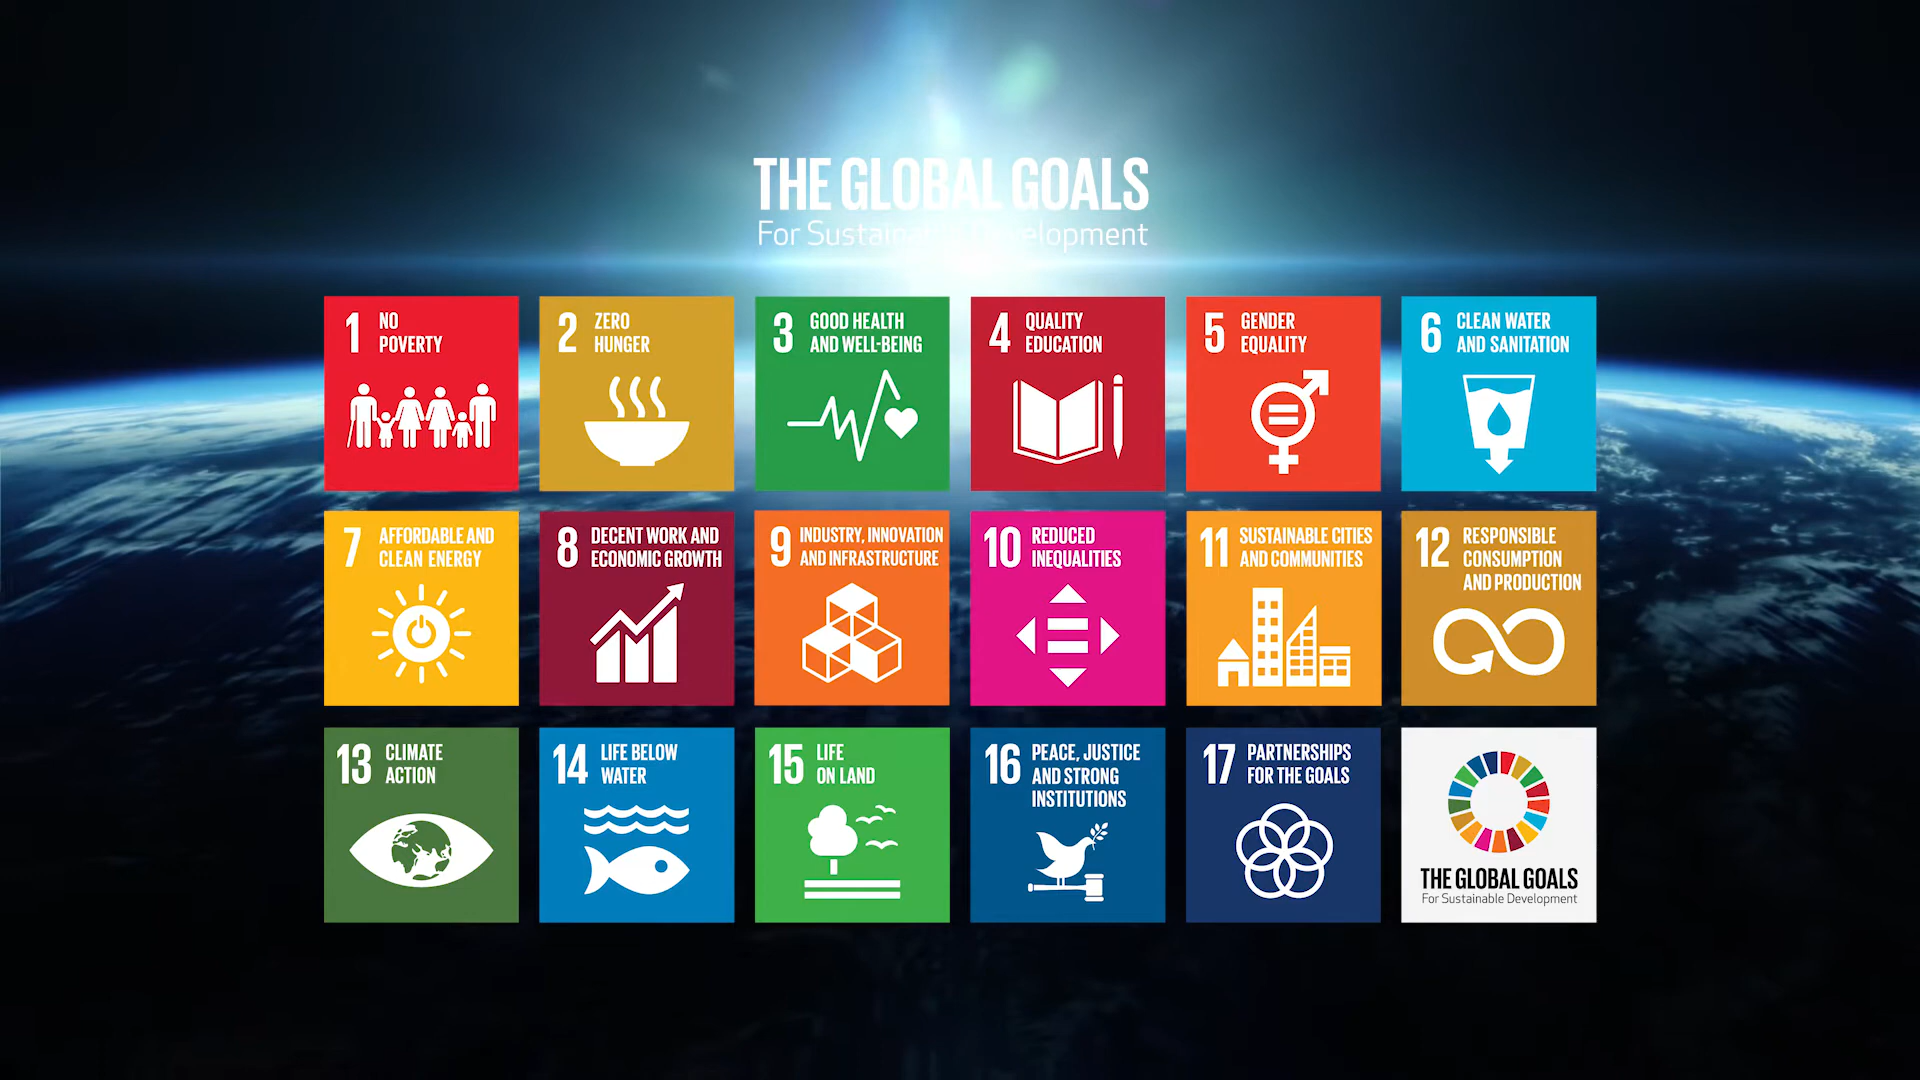 THE GLOBAL GOALS
For Sustainable Development
1 NO
POVERTY
2 ZERO
HUNGER
3 GOOD HEALTH
AND WELL-BEING
4 QUALITY
EDUCATION
5 GENDER
EQUALITY
6 CLEAN WATER
AND SANITATION
7 AFFORDABLE AND
CLEAN ENERGY
8 DECENT WORK AND
ECONOMIC GROWTH
9 INDUSTRY, INNOVATION
AND INFRASTRUCTURE
10 REDUCED
INEQUALITIES
11 SUSTAINABLE CITIES
AND COMMUNITIES
12 RESPONSIBLE
CONSUMPTION
AND PRODUCTION
13 CLIMATE
ACTION
14 LIFE BELOW
WATER
15 LIFE
ON LAND
16 PEACE, JUSTICE
AND STRONG
INSTITUTIONS
17 PARTNERSHIPS
FOR THE GOALS
THE GLOBAL GOALS
For Sustainable Development